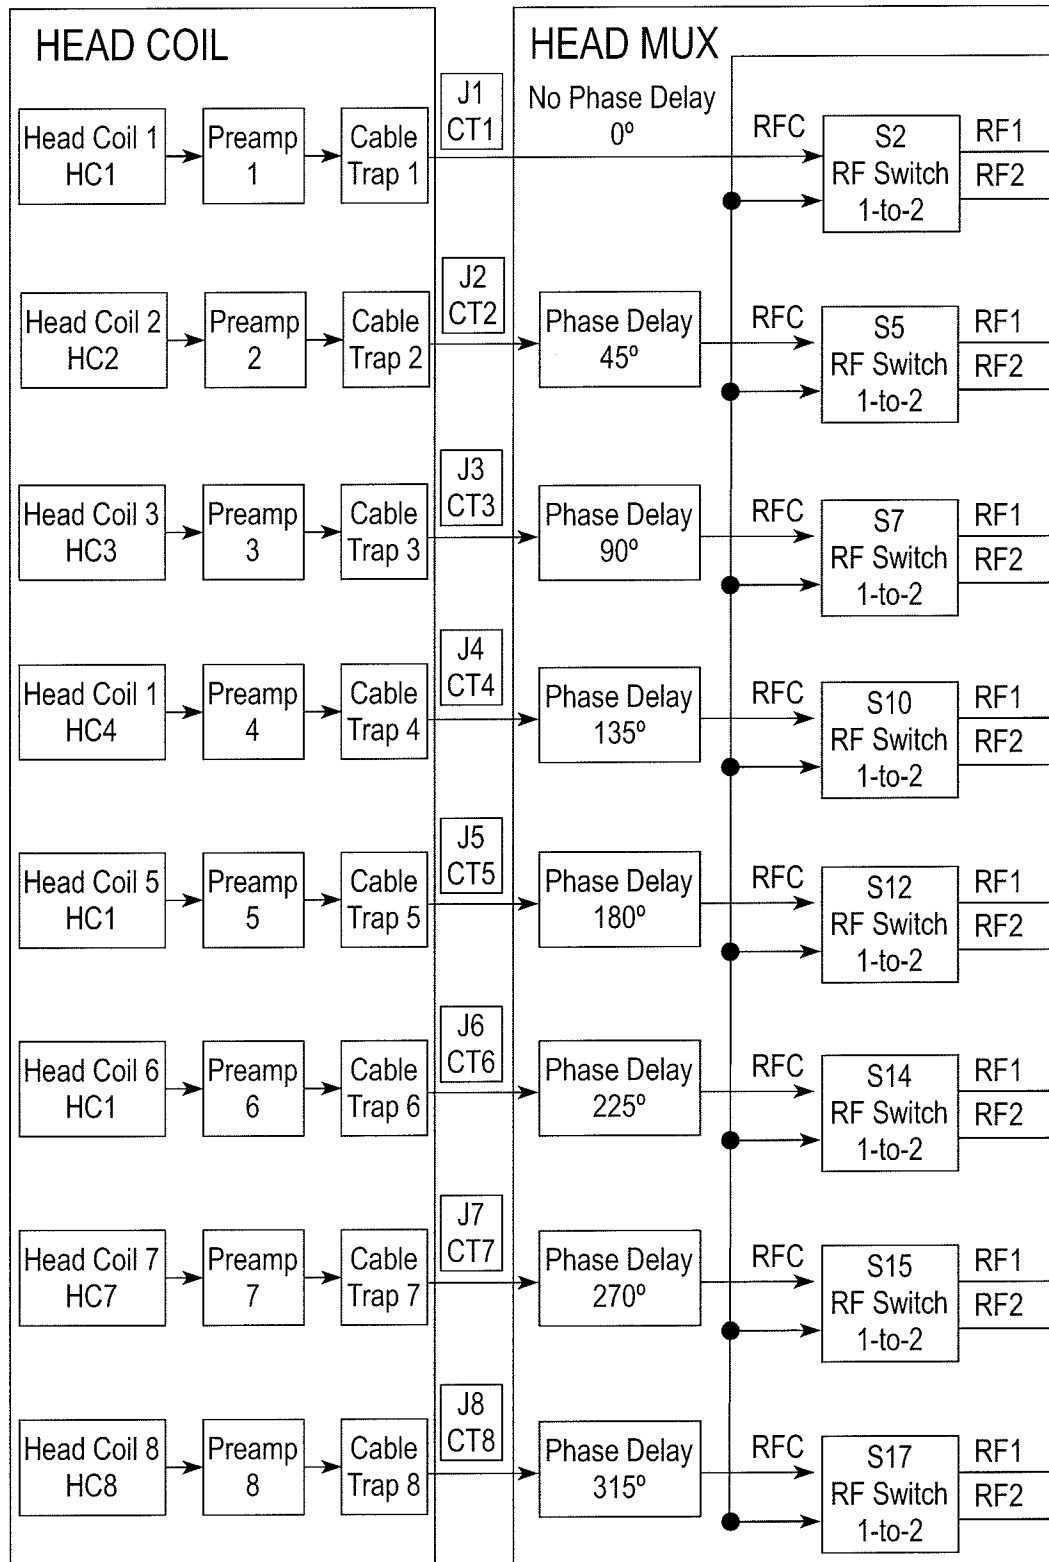 HEAD COIL
HEAD MUX
J1
CT1
No Phase Delay
0º
Head Coil 1
HC1
Preamp
1
Cable
Trap 1
RFC
S2
RF Switch
1-to-2
RF1
RF2
J2
CT2
Head Coil 2
HC2
Preamp
2
Cable
Trap 2
Phase Delay
45º
RFC
S5
RF Switch
1-to-2
RF1
RF2
J3
CT3
Head Coil 3
HC3
Preamp
3
Cable
Trap 3
Phase Delay
90º
RFC
S7
RF Switch
1-to-2
RF1
RF2
J4
CT4
Head Coil 1
HC4
Preamp
4
Cable
Trap 4
Phase Delay
135º
RFC
S10
RF Switch
1-to-2
RF1
RF2
J5
CT5
Head Coil 5
HC1
Preamp
5
Cable
Trap 5
Phase Delay
180º
RFC
S12
RF Switch
1-to-2
RF1
RF2
J6
CT6
Head Coil 6
HC1
Preamp
6
Cable
Trap 6
Phase Delay
225º
RFC
S14
RF Switch
1-to-2
RF1
RF2
J7
CT7
Head Coil 7
HC7
Preamp
7
Cable
Trap 7
Phase Delay
270º
RFC
S15
RF Switch
1-to-2
RF1
RF2
J8
CT8
Head Coil 8
HC8
Preamp
8
Cable
Trap 8
Phase Delay
315º
RFC
S17
RF Switch
1-to-2
RF1
RF2